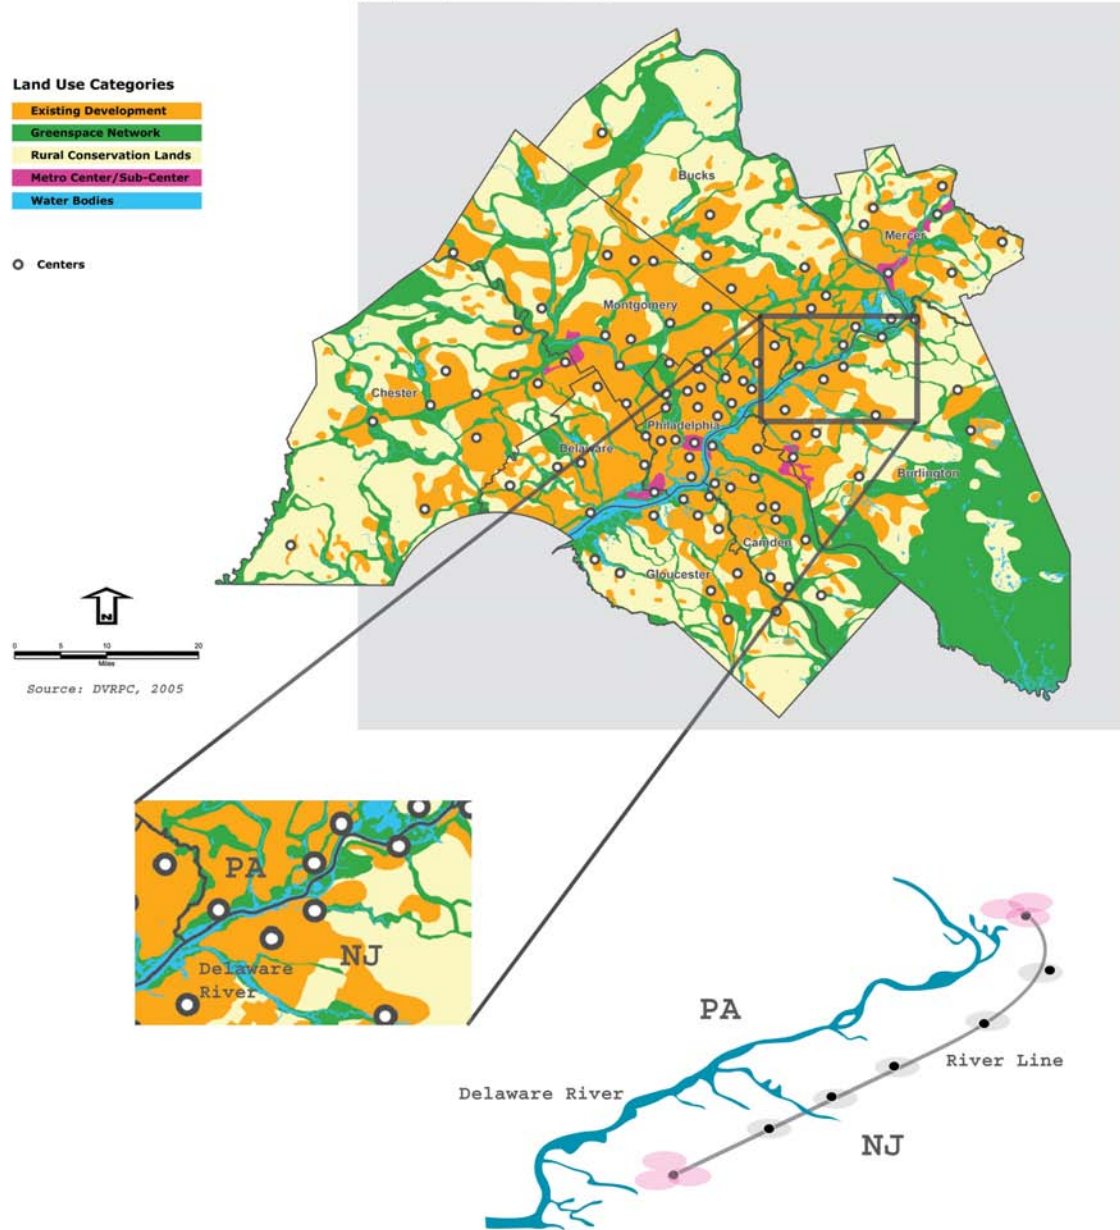 Land Use Categories
Existing Development
Greenspace Network
Rural Conservation Lands
Metro Center/Sub-Center
Water Bodies
Centers
Bucks
Mercer
Montgomery
Chester
Philadelphia
Delaware
Burlington
Camden
Gloucester
N
0 5 10 20
Miles
Source: DVRPC, 2005
PA
NJ
Delaware
River
PA
River Line
Delaware River
NJ